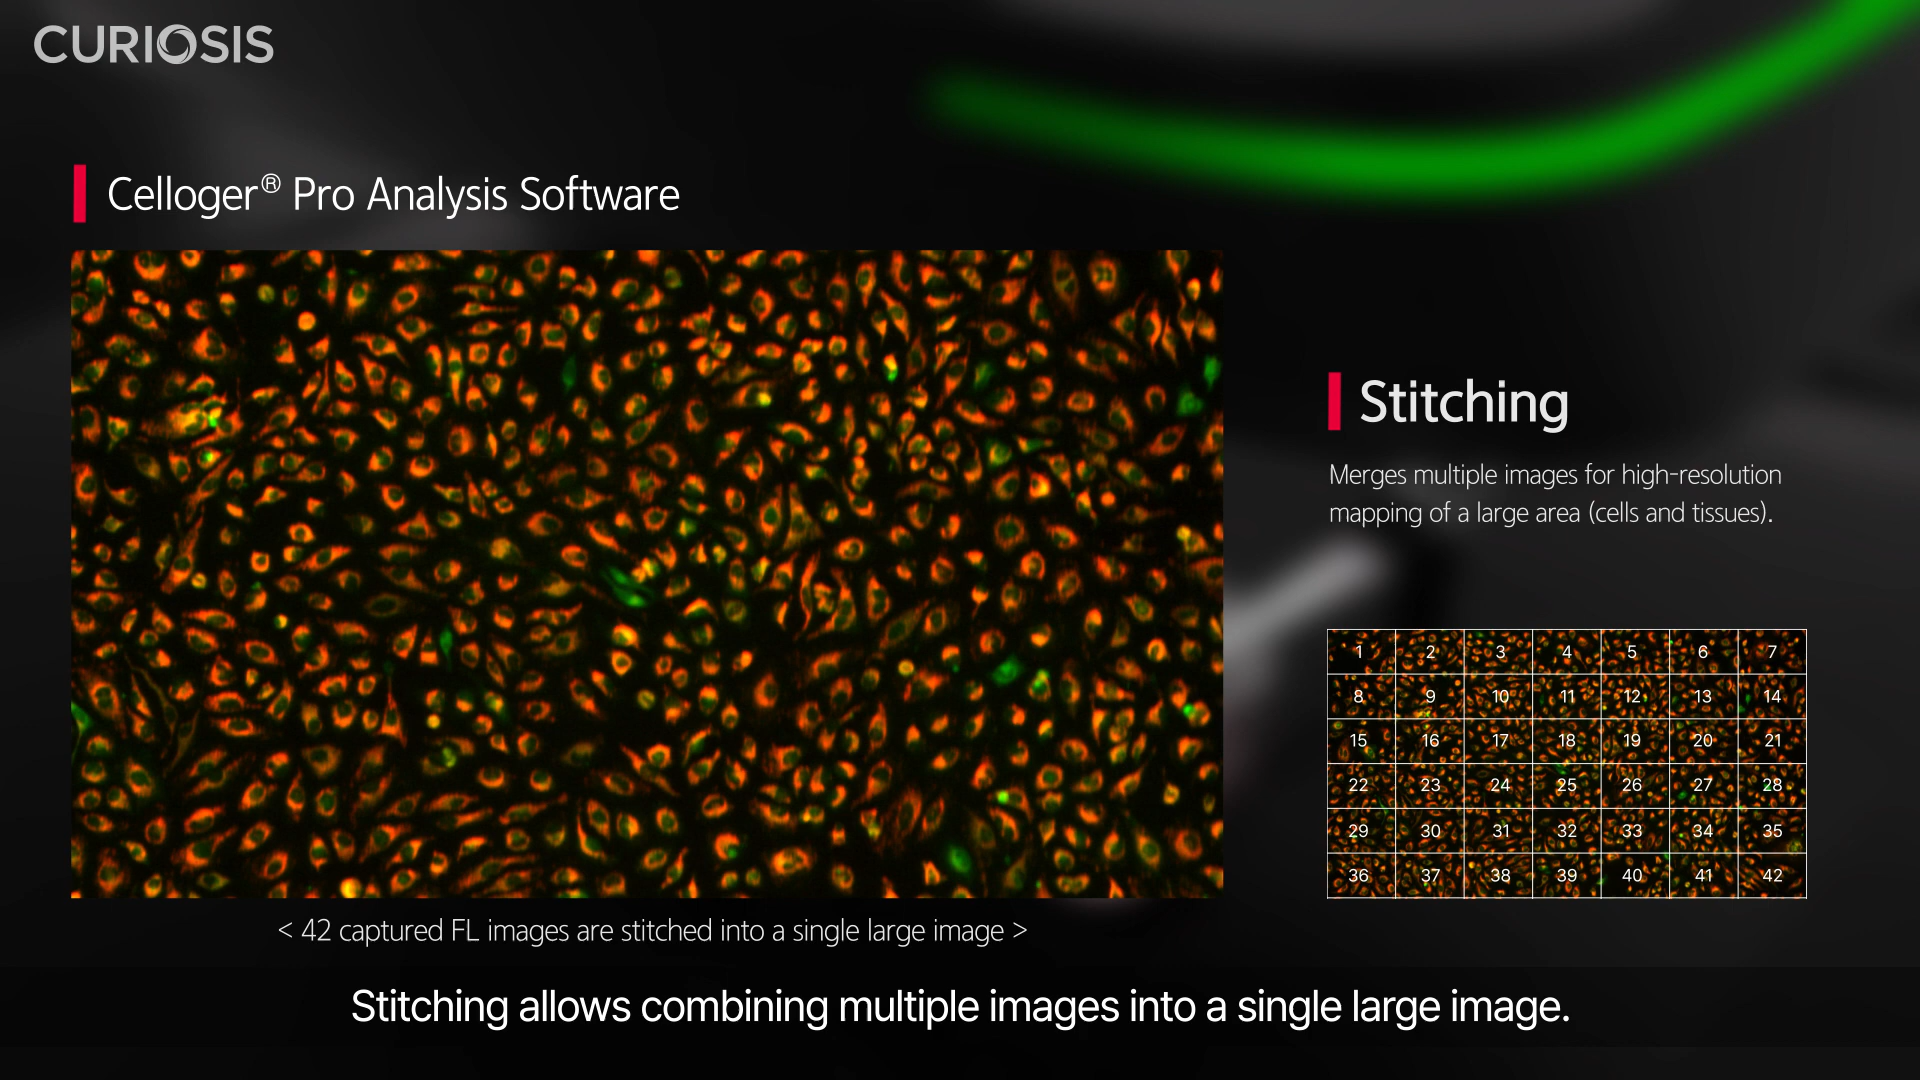 CURIOSIS
Celloger® Pro Analysis Software
Stitching
Merges multiple images for high-resolution
mapping of a large area (cells and tissues).
1 2 3 4 5 6 7
8 9 10 11 12 13 14
15 16 17 18 19 20 21
22 23 24 25 26 27 28
29 30 31 32 33 34 35
36 37 38 39 40 41 42
< 42 captured FL images are stitched into a single large image >
Stitching allows combining multiple images into a single large image.